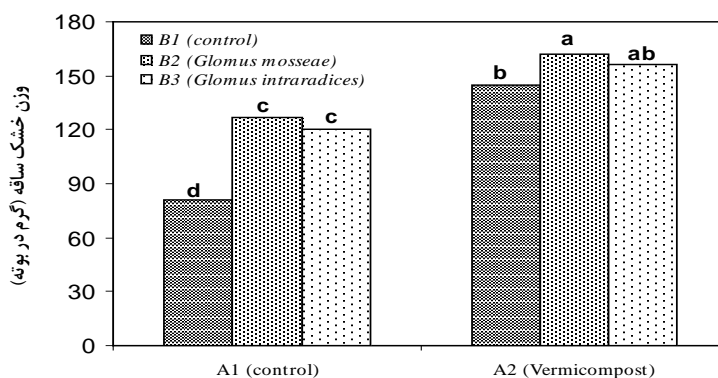 180
150
120
90
60
30
0
وزن خشک ساقه (گرم در بوته)
B1 (control)
B2 (Glomus mosseae)
B3 (Glomus intraradices)
d
c
c
b
a
ab
A1 (control)
A2 (Vermicompost)